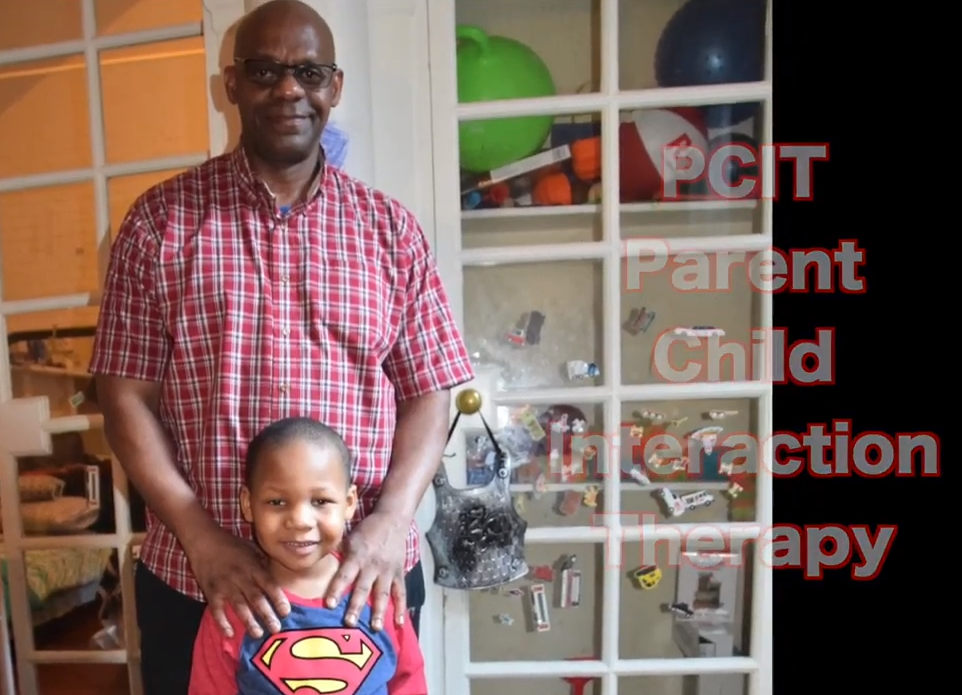 PCIT
Parent
Child
Interaction
Therapy